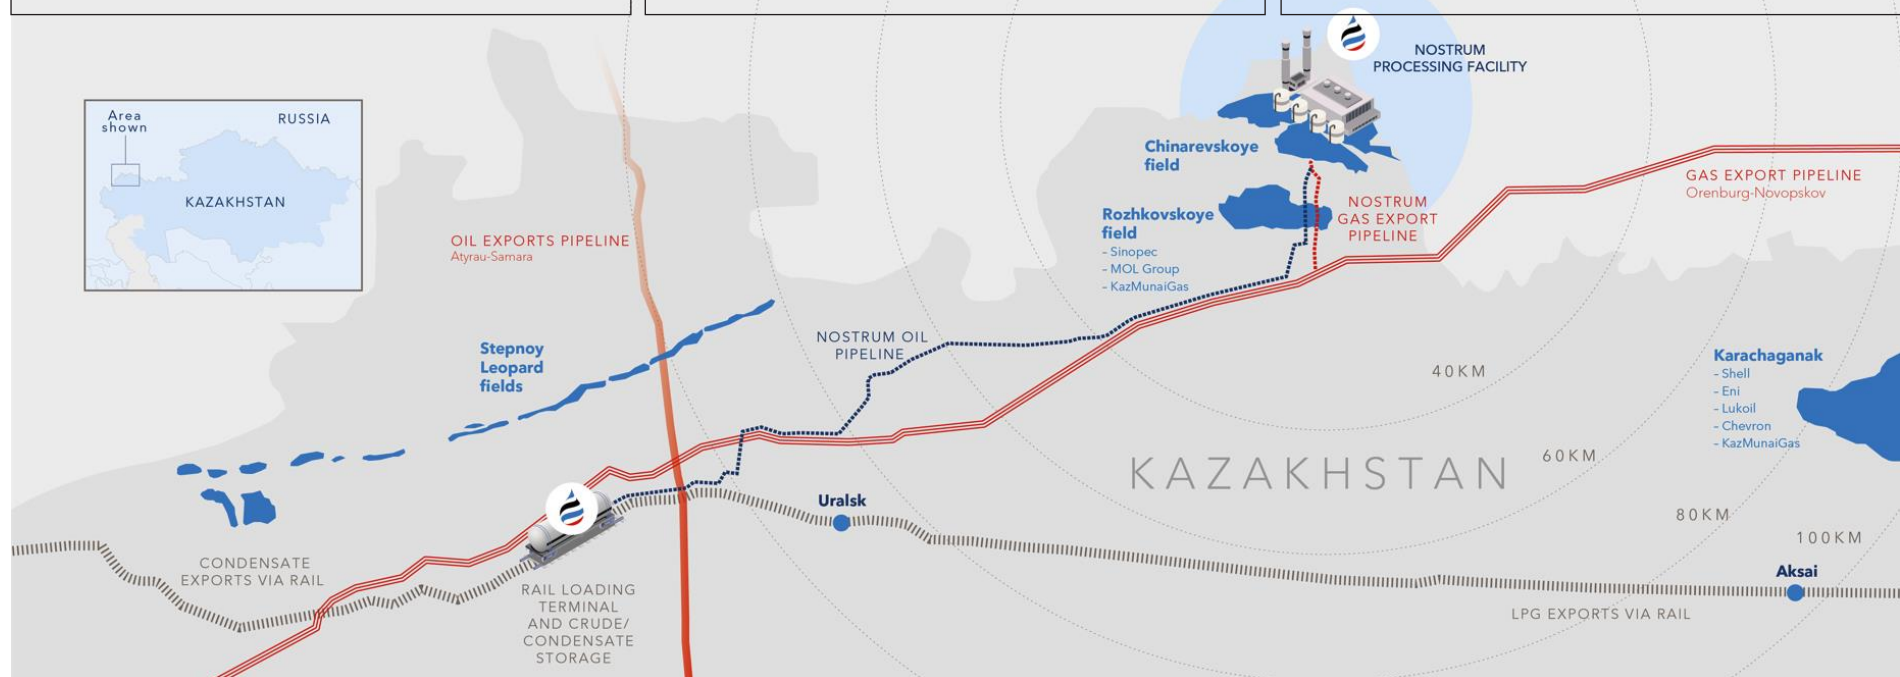 NOSTRUM
PROCESSING FACILITY
Area
shown
RUSSIA
KAZAKHSTAN
Chinarevskoye
field
GAS EXPORT PIPELINE
Orenburg-Novopskov
NOSTRUM
GAS EXPORT
PIPELINE
Rozhkovskoye
field
- Sinopec
- MOL Group
- KazMunaiGas
OIL EXPORTS PIPELINE
Atyrau-Samara
NOSTRUM OIL
PIPELINE
Stepnoy
Leopard
fields
40KM
Karachaganak
- Shell
- Eni
- Lukoil
- Chevron
- KazMunaiGas
KAZAKHSTAN
60KM
Uralsk
80KM
100KM
CONDENSATE
EXPORTS VIA RAIL
Aksai
RAIL LOADING
TERMINAL
AND CRUDE/
CONDENSATE
STORAGE
LPG EXPORTS VIA RAIL